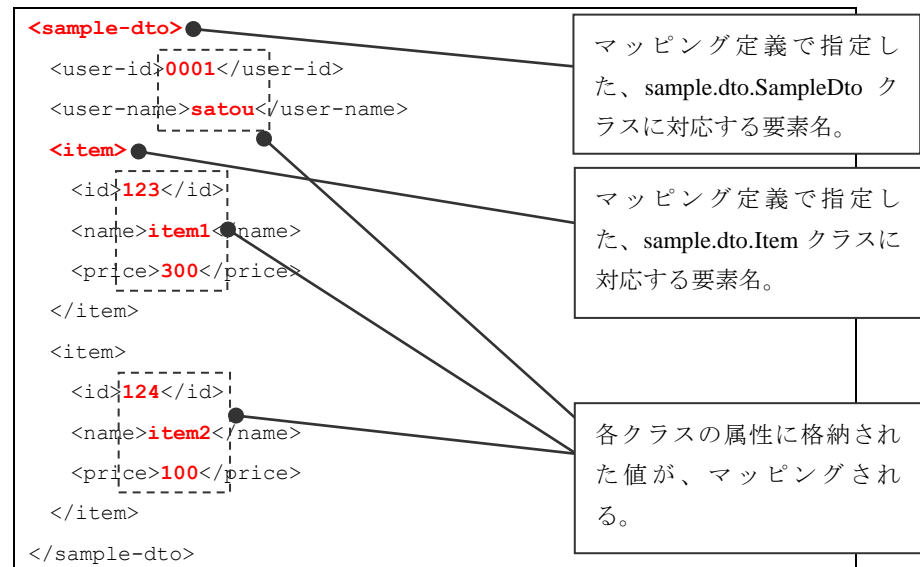 <sample-dto>
<user-id>0001</user-id>
<user-name>satou</user-name>
<item>
<id>123</id>
<name>item1</name>
<price>300</price>
</item>
<item>
<id>124</id>
<name>item2</name>
<price>100</price>
</item>
</sample-dto>
マッピング定義で指定し
た、sample.dto.SampleDto ク
ラスに対応する要素名。
マッピング定義で指定し
た、sample.dto.Item クラスに
対応する要素名。
各クラスの属性に格納され
た値が、マッピングされ
る。